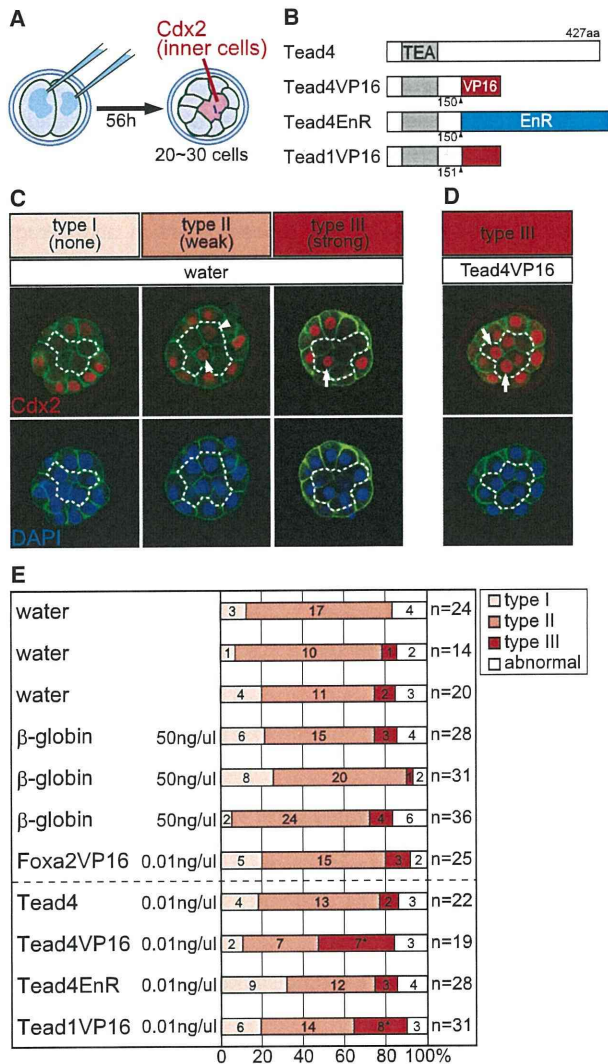 A
Cdx2
(inner cells)
56h
20~30 cells
B
427aa
Tead4
TEA
Tead4VP16
VP16
150
Tead4EnR
EnR
150
Tead1VP16
151
C
type I
(none)
type II
(weak)
type III
(strong)
water
Cdx2
DAPI
D
type III
Tead4VP16
E
type I
type II
type III
abnormal
water 3 17 4 n=24
water 1 10 1 2 n=14
water 4 11 2 3 n=20
β-globin 50ng/ul 6 15 3 4 n=28
β-globin 50ng/ul 8 20 1 2 n=31
β-globin 50ng/ul 2 24 4 6 n=36
Foxa2VP16 0.01ng/ul 5 15 3 2 n=25
Tead4 0.01ng/ul 4 13 2 3 n=22
Tead4VP16 0.01ng/ul 2 7 7* 3 n=19
Tead4EnR 0.01ng/ul 9 12 3 4 n=28
Tead1VP16 0.01ng/ul 6 14 8* 3 n=31
0 20 40 60 80 100%